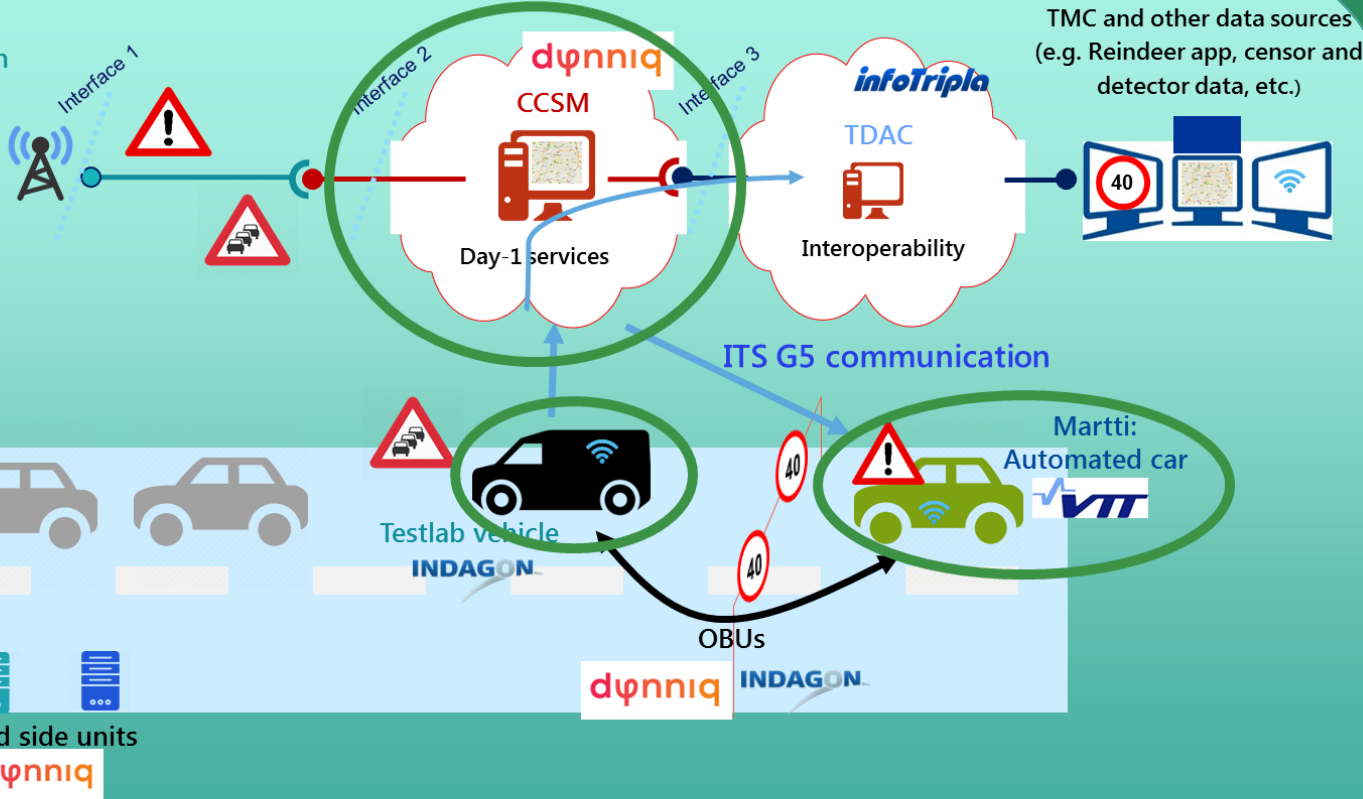 TMC and other data sources
(e.g. Reindeer app, censor and
detector data, etc.)
n
Interface 1
Interface 2
dynniq
Interface 3
infoTripla
CCSM
TDAC
40
Day-1 services
Interoperability
ITS G5 communication
Martti:
Automated car
VTT
40
40
Testlab vehicle
INDAGON
OBUs
dynniq
INDAGON
d side units
ynniq